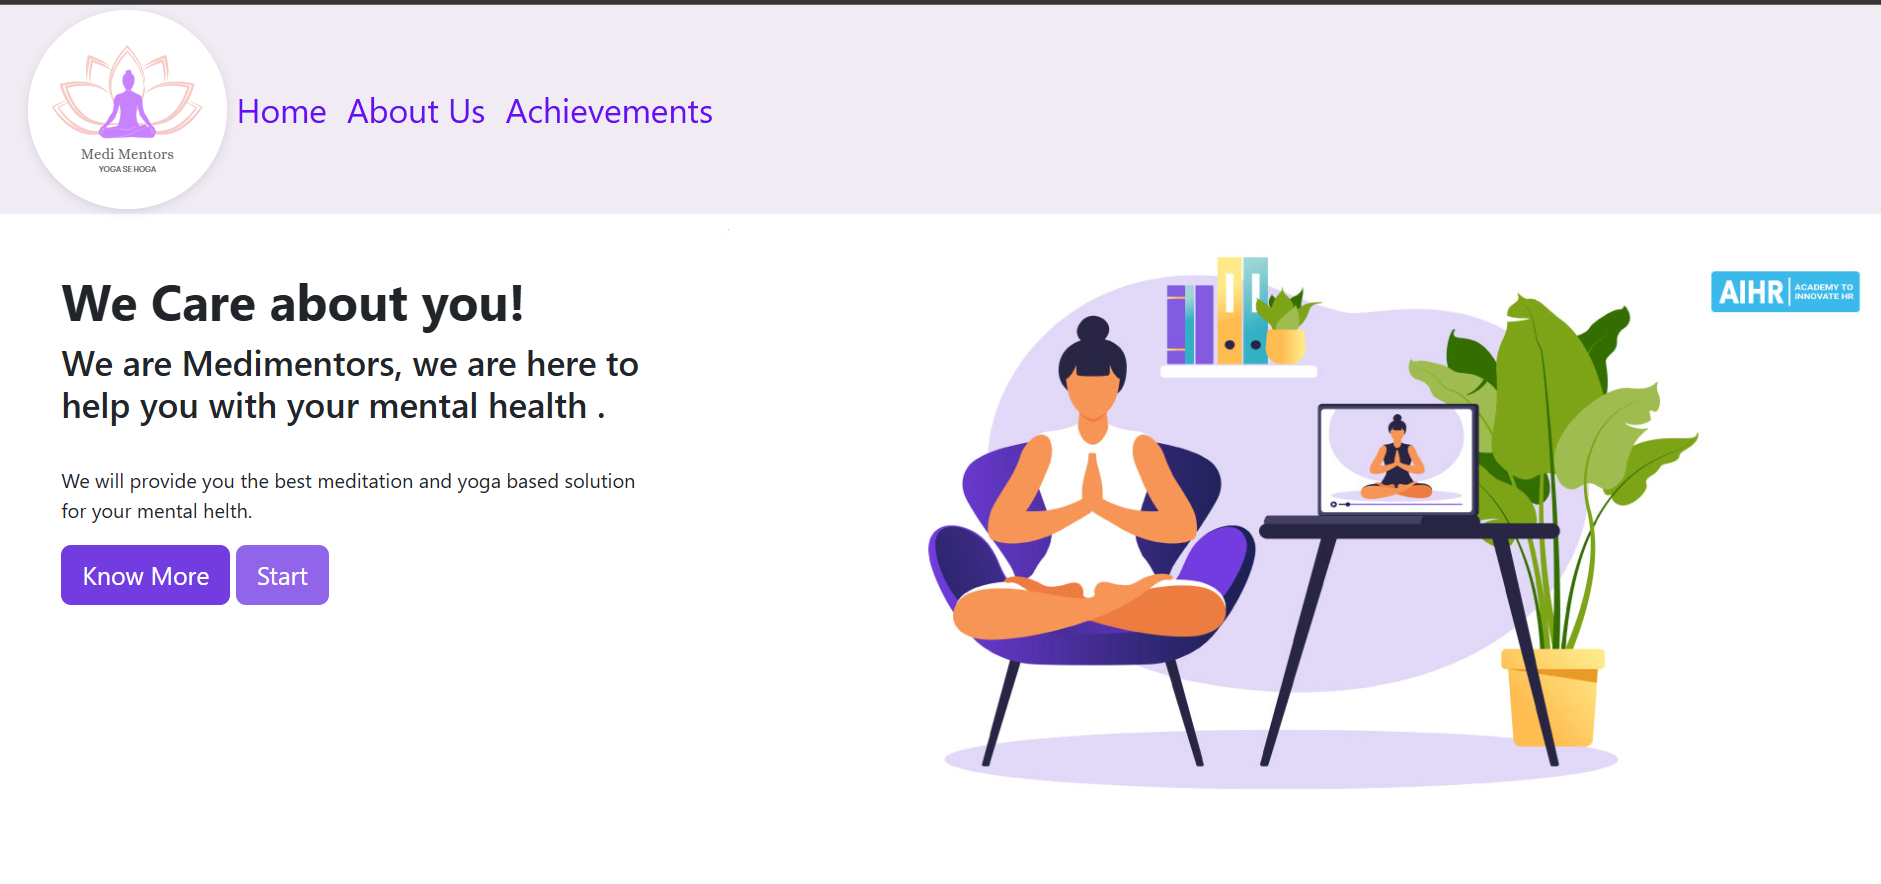 Medi Mentors
YOGA SE HOGA
Home About Us Achievements
We Care about you!
We are Medimentors, we are here to
help you with your mental health .
We will provide you the best meditation and yoga based solution
for your mental helth.
Know More Start
AIHR ACADEMY TO
INNOVATE HR